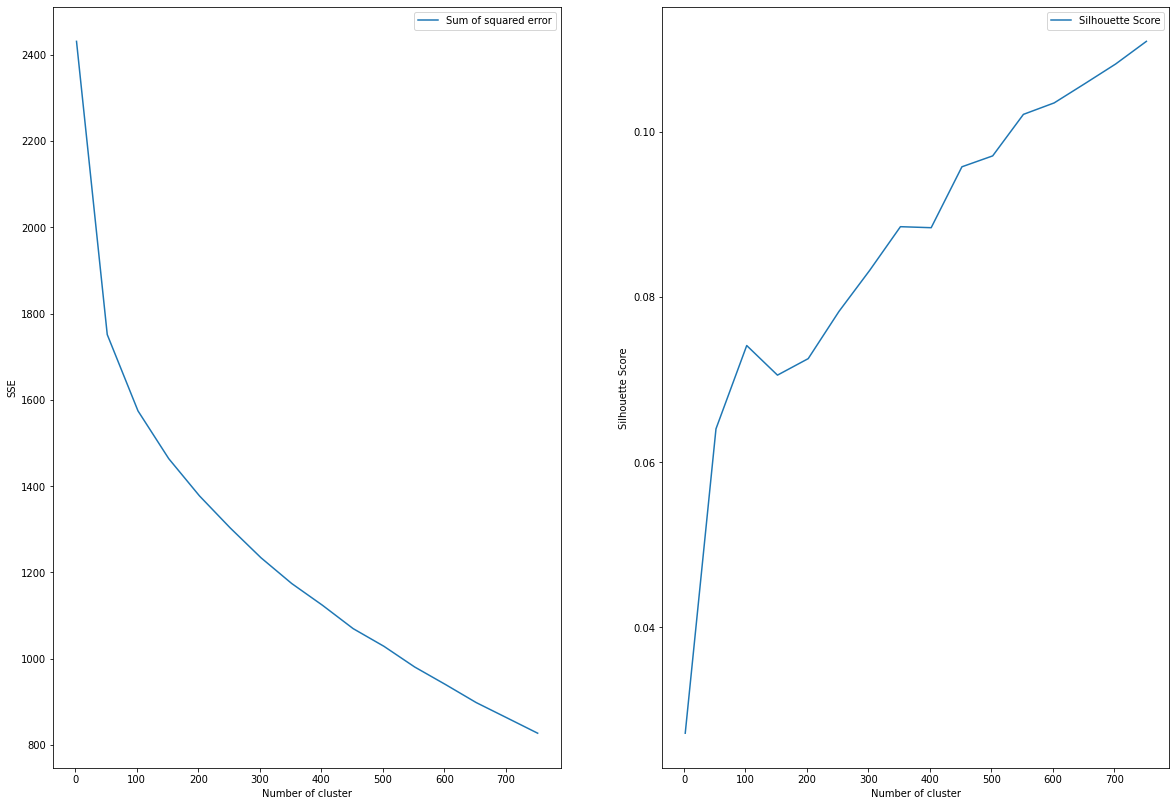 Sum of squared error
2400
2200
2000
1800
1600
1400
1200
1000
800
SSE
0 100 200 300 400 500 600 700
Number of cluster
Silhouette Score
0.10
0.08
0.06
0.04
Silhouette Score
0 100 200 300 400 500 600 700
Number of cluster